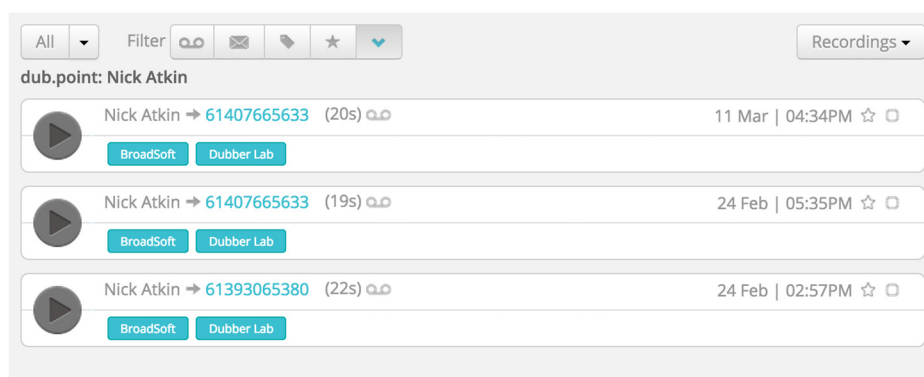 All Filter Recordings
dub.point: Nick Atkin
Nick Atkin → 61407665633 (20s) 11 Mar | 04:34PM
BroadSoft Dubber Lab
Nick Atkin → 61407665633 (19s) 24 Feb | 05:35PM
BroadSoft Dubber Lab
Nick Atkin → 61393065380 (22s) 24 Feb | 02:57PM
BroadSoft Dubber Lab